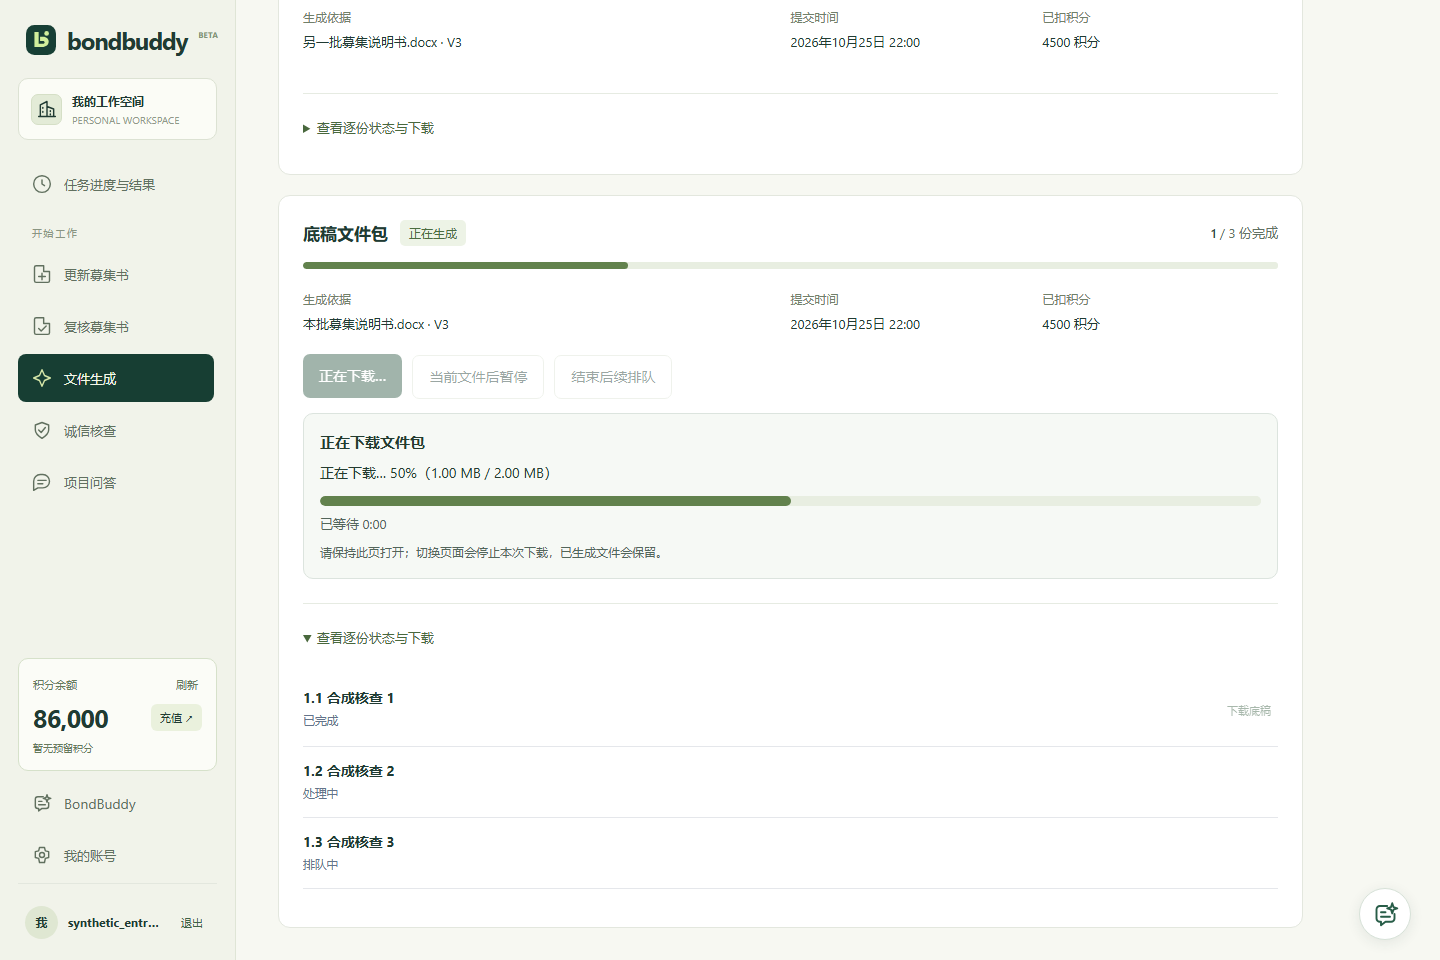 bondbuddy BETA
我的工作空间
PERSONAL WORKSPACE
任务进度与结果
开始工作
更新募集书
复核募集书
文件生成
诚信核查
项目问答
积分余额 刷新
86,000 充值 ↗
暂无预留积分
BondBuddy
我的账号
我 synthetic_entr... 退出
生成依据 提交时间 已扣积分
另一批募集说明书.docx · V3 2026年10月25日 22:00 4500 积分
▶ 查看逐份状态与下载
底稿文件包 正在生成 1 / 3 份完成
生成依据 提交时间 已扣积分
本批募集说明书.docx · V3 2026年10月25日 22:00 4500 积分
正在下载... 当前文件后暂停 结束后续排队
正在下载文件包
正在下载... 50%（1.00 MB / 2.00 MB）
已等待 0:00
请保持此页打开；切换页面会停止本次下载，已生成文件会保留。
▼ 查看逐份状态与下载
1.1 合成核查 1
已完成 下载底稿
1.2 合成核查 2
处理中
1.3 合成核查 3
排队中